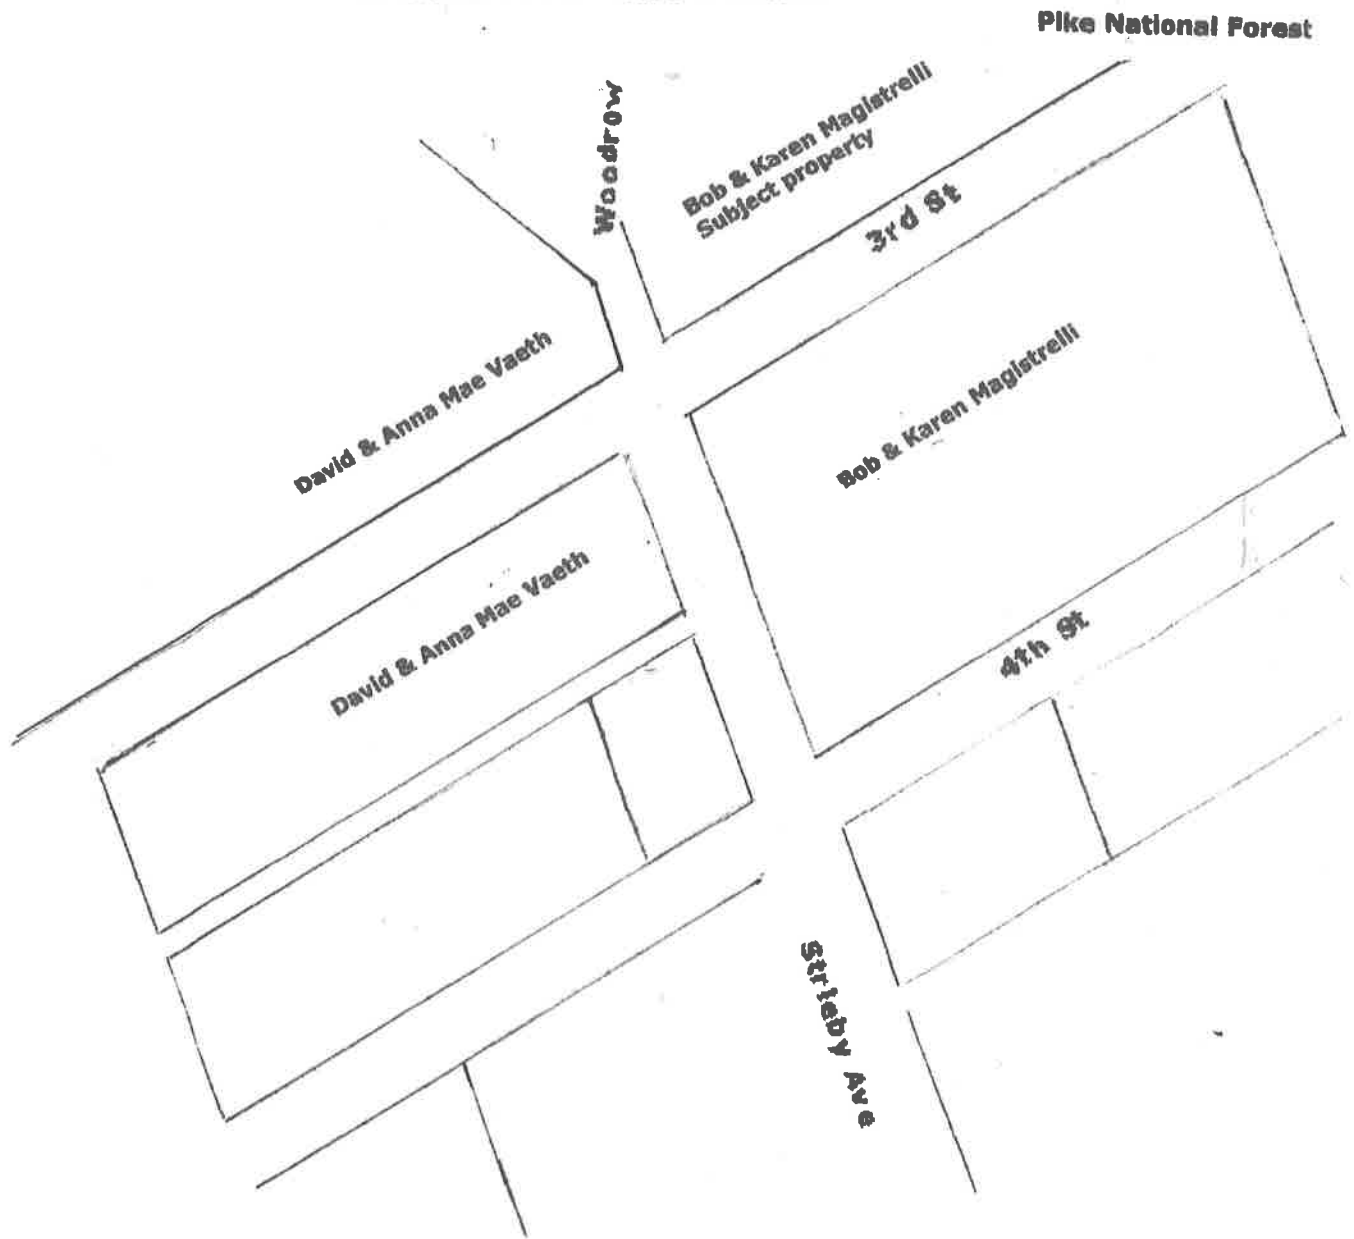 Pike National Forest
Woodrow
Bob & Karen Magistrelli
Subject property
3rd St
David & Anna Mae Vaeth
Bob & Karen Magistrelli
David & Anna Mae Vaeth
4th St
Strieby Ave